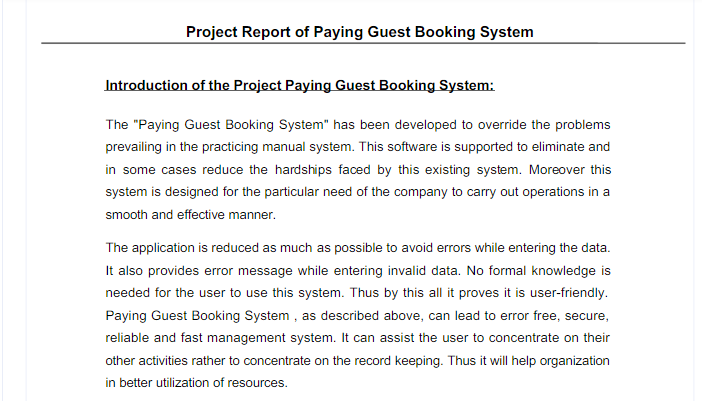 Project Report of Paying Guest Booking System
Introduction of the Project Paying Guest Booking System:
The "Paying Guest Booking System" has been developed to override the problems
prevailing in the practicing manual system. This software is supported to eliminate and
in some cases reduce the hardships faced by this existing system. Moreover this
system is designed for the particular need of the company to carry out operations in a
smooth and effective manner.
The application is reduced as much as possible to avoid errors while entering the data.
It also provides error message while entering invalid data. No formal knowledge is
needed for the user to use this system. Thus by this all it proves it is user-friendly.
Paying Guest Booking System , as described above, can lead to error free, secure,
reliable and fast management system. It can assist the user to concentrate on their
other activities rather to concentrate on the record keeping. Thus it will help organization
in better utilization of resources.